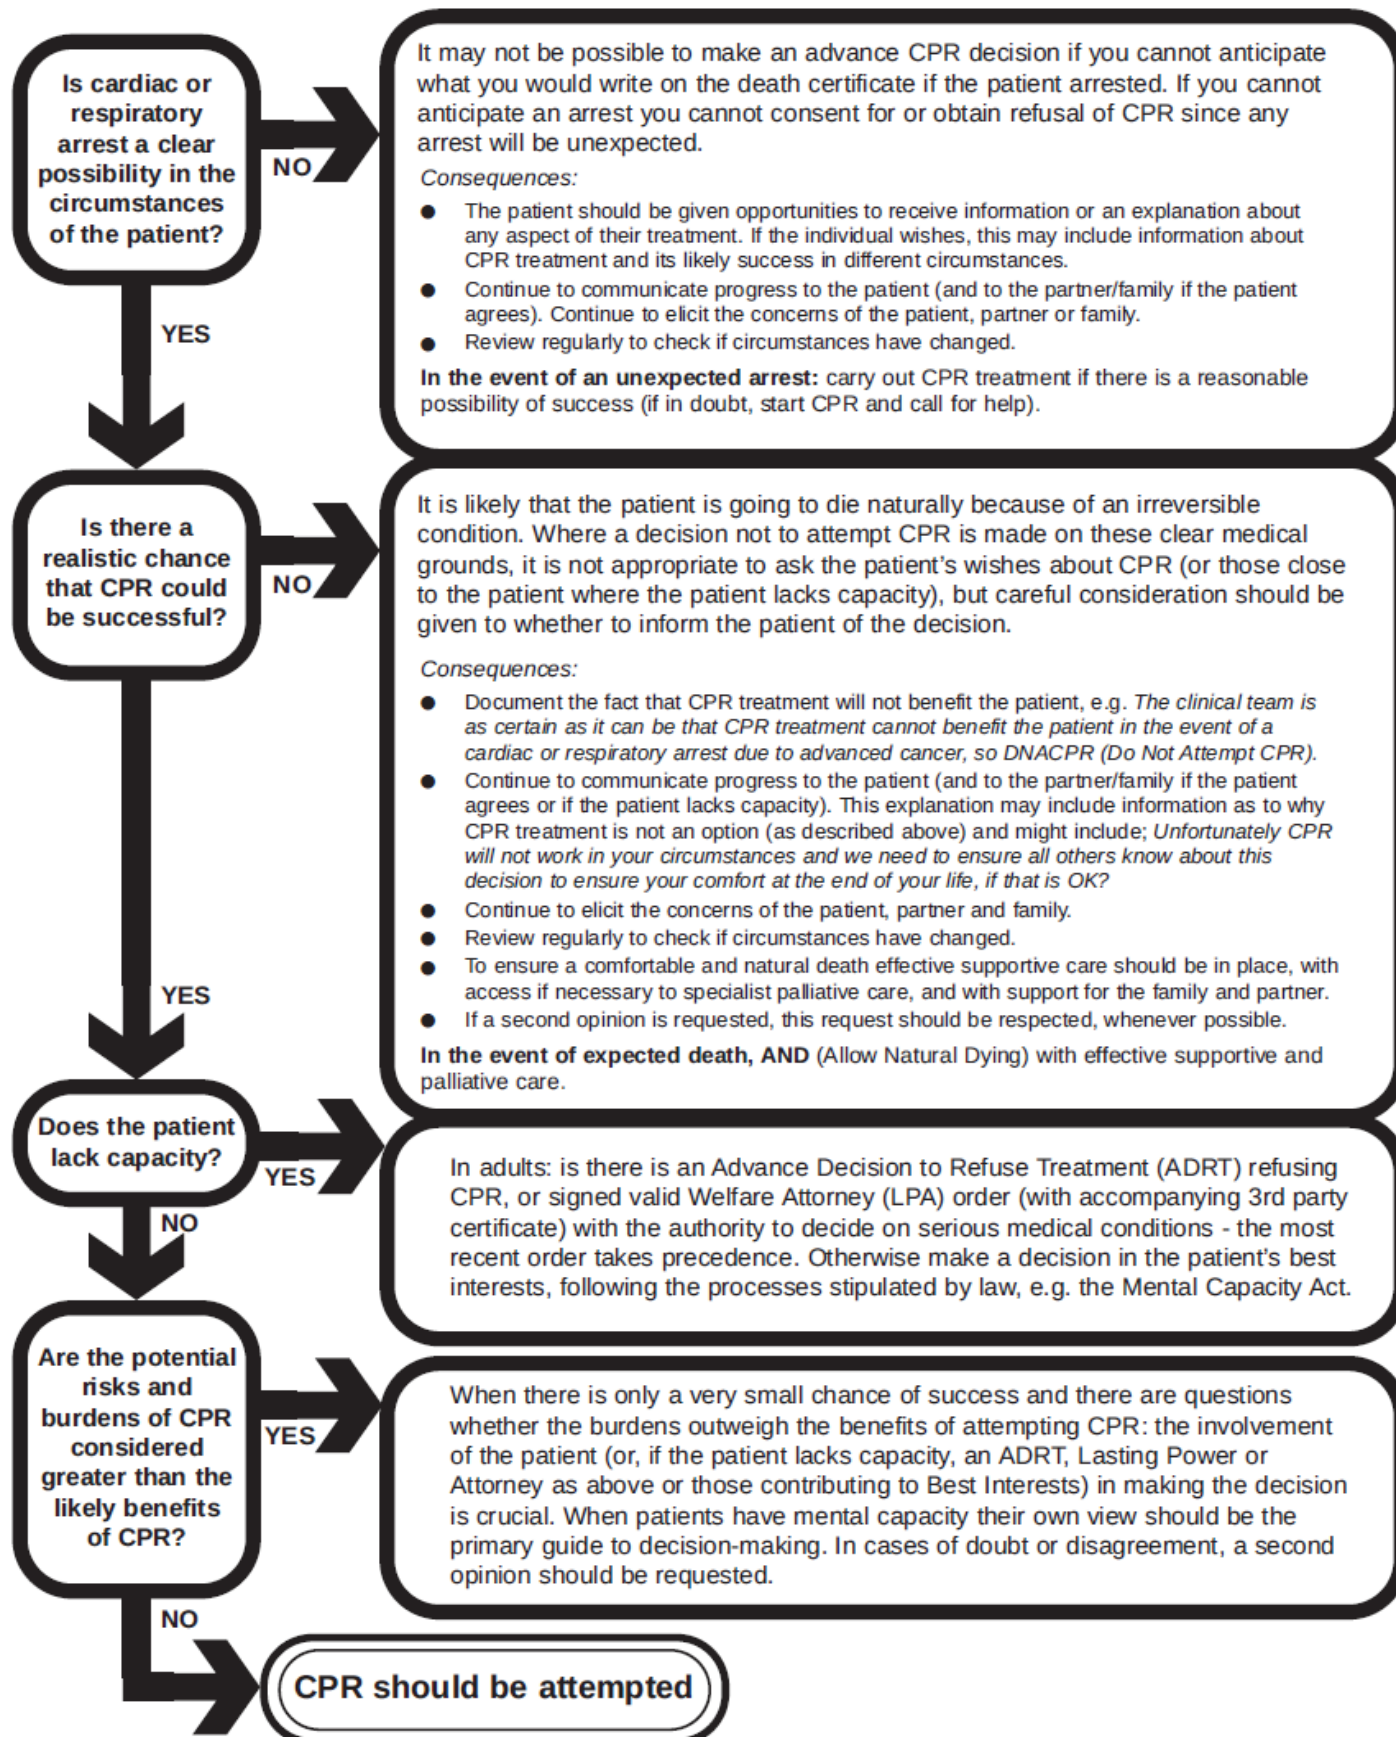 Is cardiac or
respiratory
arrest a clear
possibility in the
circumstances
of the patient?
NO
It may not be possible to make an advance CPR decision if you cannot anticipate
what you would write on the death certificate if the patient arrested. If you cannot
anticipate an arrest you cannot consent for or obtain refusal of CPR since any
arrest will be unexpected.
Consequences:
● The patient should be given opportunities to receive information or an explanation about
any aspect of their treatment. If the individual wishes, this may include information about
CPR treatment and its likely success in different circumstances.
● Continue to communicate progress to the patient (and to the partner/family if the patient
agrees). Continue to elicit the concerns of the patient, partner or family.
● Review regularly to check if circumstances have changed.
In the event of an unexpected arrest: carry out CPR treatment if there is a reasonable
possibility of success (if in doubt, start CPR and call for help).
YES
Is there a
realistic chance
that CPR could
be successful?
NO
It is likely that the patient is going to die naturally because of an irreversible
condition. Where a decision not to attempt CPR is made on these clear medical
grounds, it is not appropriate to ask the patient's wishes about CPR (or those close
to the patient where the patient lacks capacity), but careful consideration should be
given to whether to inform the patient of the decision.
Consequences:
● Document the fact that CPR treatment will not benefit the patient, e.g. The clinical team is
as certain as it can be that CPR treatment cannot benefit the patient in the event of a
cardiac or respiratory arrest due to advanced cancer, so DNACPR (Do Not Attempt CPR).
● Continue to communicate progress to the patient (and to the partner/family if the patient
agrees or if the patient lacks capacity). This explanation may include information as to why
CPR treatment is not an option (as described above) and might include; Unfortunately CPR
will not work in your circumstances and we need to ensure all others know about this
decision to ensure your comfort at the end of your life, if that is OK?
● Continue to elicit the concerns of the patient, partner and family.
● Review regularly to check if circumstances have changed.
● To ensure a comfortable and natural death effective supportive care should be in place, with
access if necessary to specialist palliative care, and with support for the family and partner.
● If a second opinion is requested, this request should be respected, whenever possible.
In the event of expected death, AND (Allow Natural Dying) with effective supportive and
palliative care.
YES
Does the patient
lack capacity?
YES
In adults: is there is an Advance Decision to Refuse Treatment (ADRT) refusing
CPR, or signed valid Welfare Attorney (LPA) order (with accompanying 3rd party
certificate) with the authority to decide on serious medical conditions - the most
recent order takes precedence. Otherwise make a decision in the patient's best
interests, following the processes stipulated by law, e.g. the Mental Capacity Act.
NO
Are the potential
risks and
burdens of CPR
considered
greater than the
likely benefits
of CPR?
YES
When there is only a very small chance of success and there are questions
whether the burdens outweigh the benefits of attempting CPR: the involvement
of the patient (or, if the patient lacks capacity, an ADRT, Lasting Power or
Attorney as above or those contributing to Best Interests) in making the decision
is crucial. When patients have mental capacity their own view should be the
primary guide to decision-making. In cases of doubt or disagreement, a second
opinion should be requested.
NO
CPR should be attempted